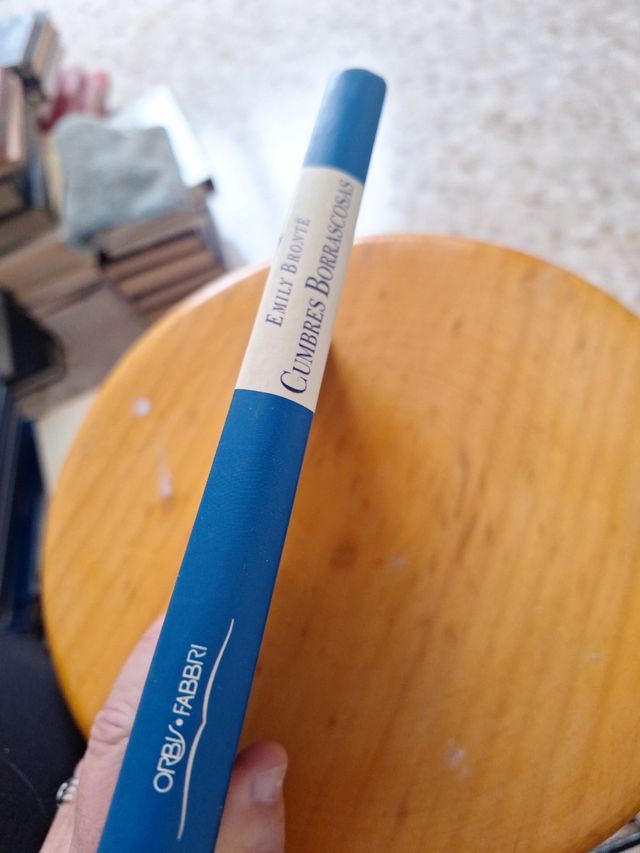 EMILY BRONTË
CUMBRES BORRASCOSAS
ORBIS • FABBRI